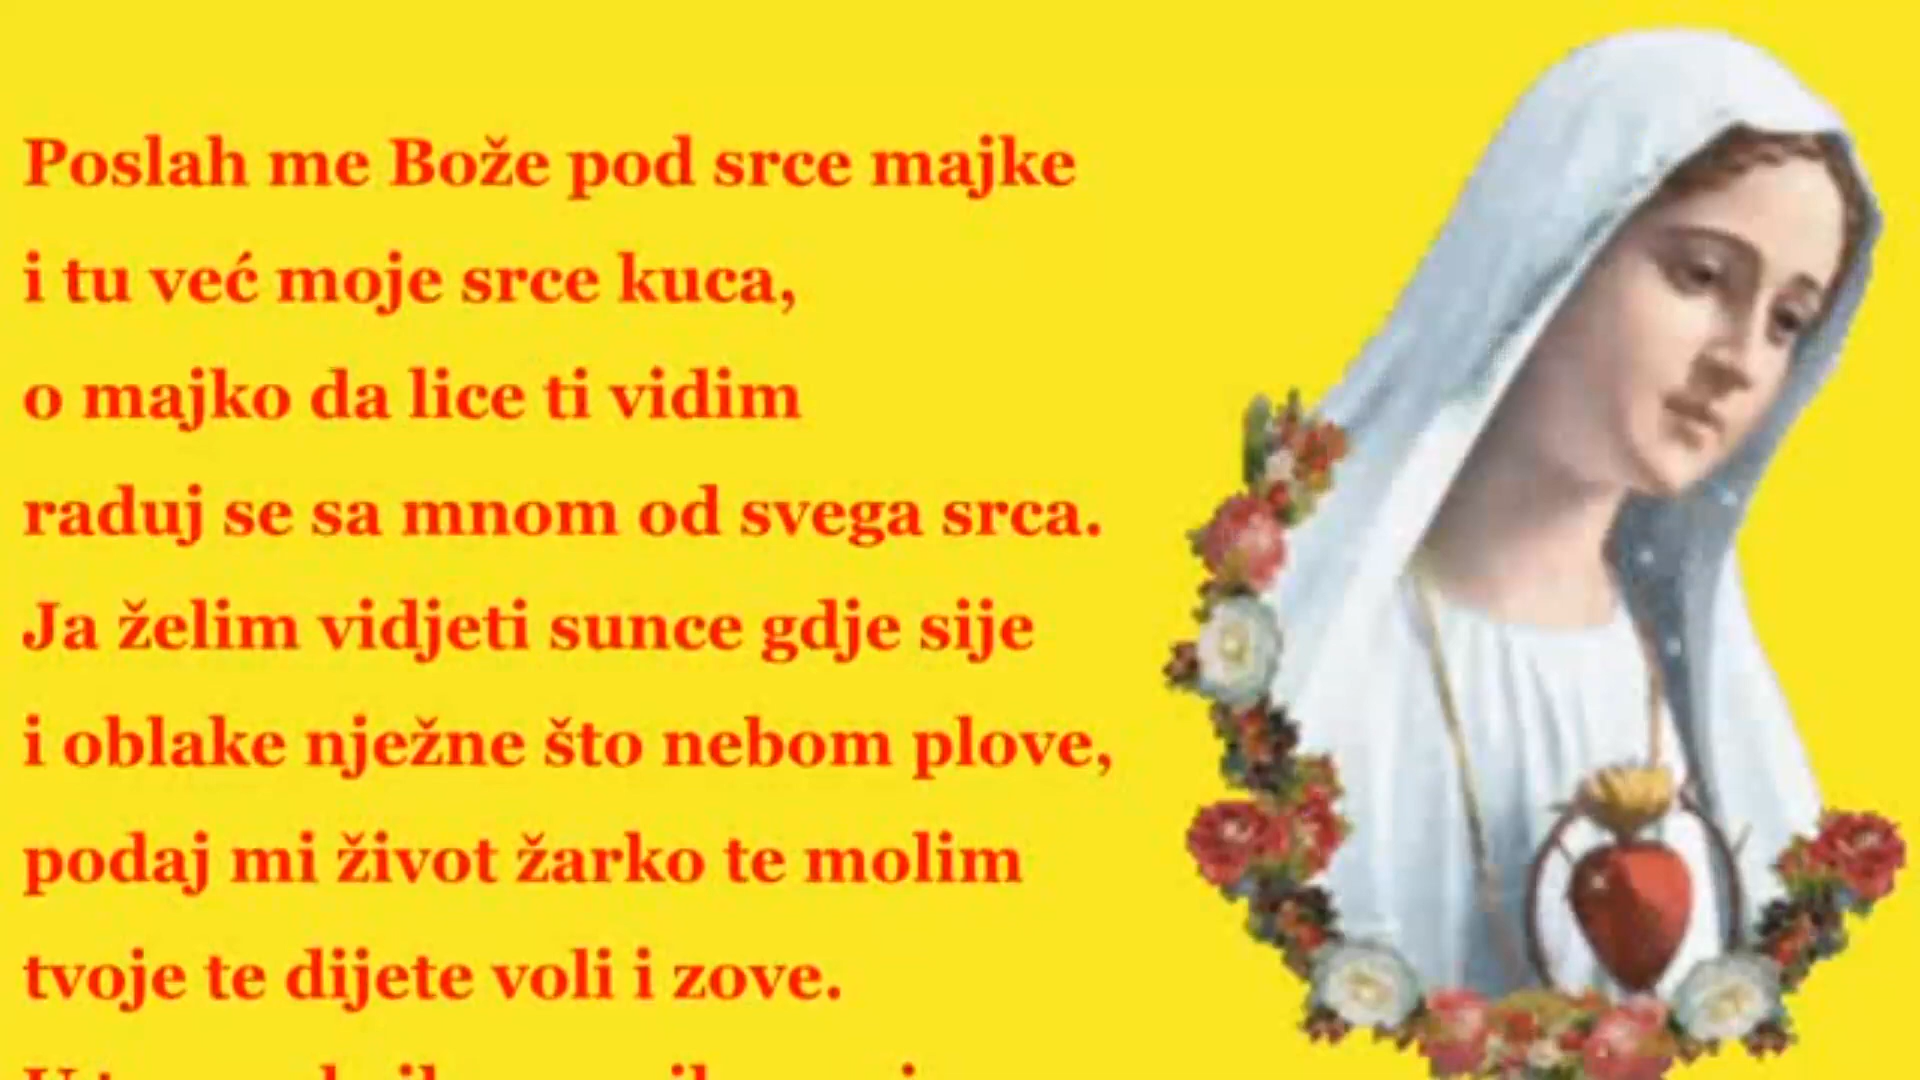 Poslah me Bože pod srce majke
i tu već moje srce kuca,
o majko da lice ti vidim
raduj se sa mnom od svega srca.
Ja želim vidjeti sunce gdje sije
i oblake nježne što nebom plove,
podaj mi život žarko te molim
tvoje te dijete voli i zove.